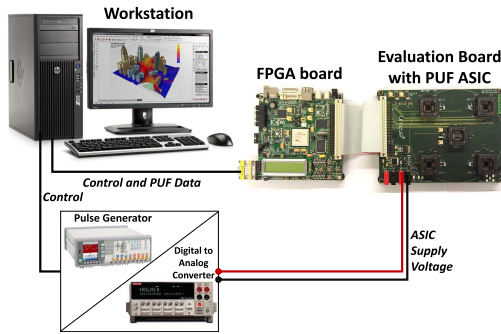 Workstation
FPGA board
Evaluation Board
with PUF ASIC
Control and PUF Data
Control
Pulse Generator
Digital to
Analog
Converter
ASIC
Supply
Voltage